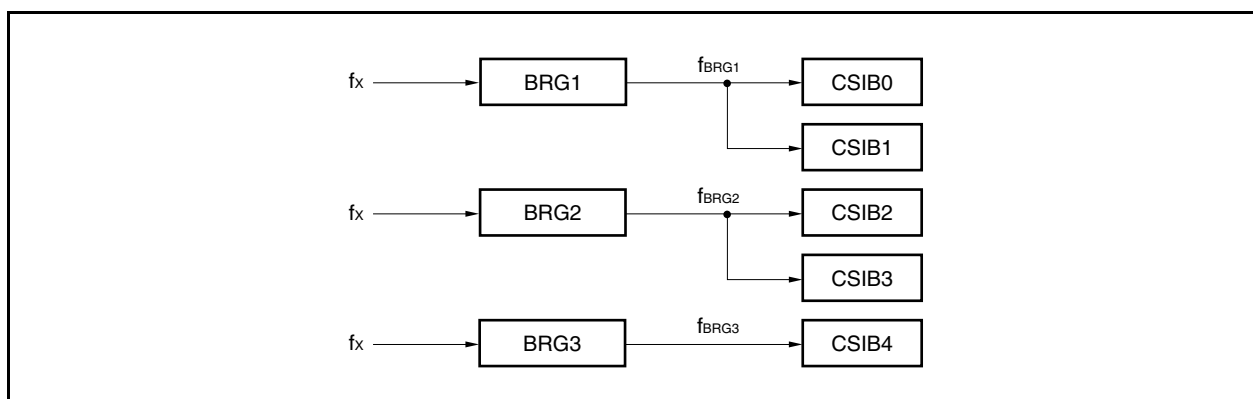 fX BRG1 fBRG1 CSIB0
CSIB1
fX BRG2 fBRG2 CSIB2
CSIB3
fX BRG3 fBRG3 CSIB4